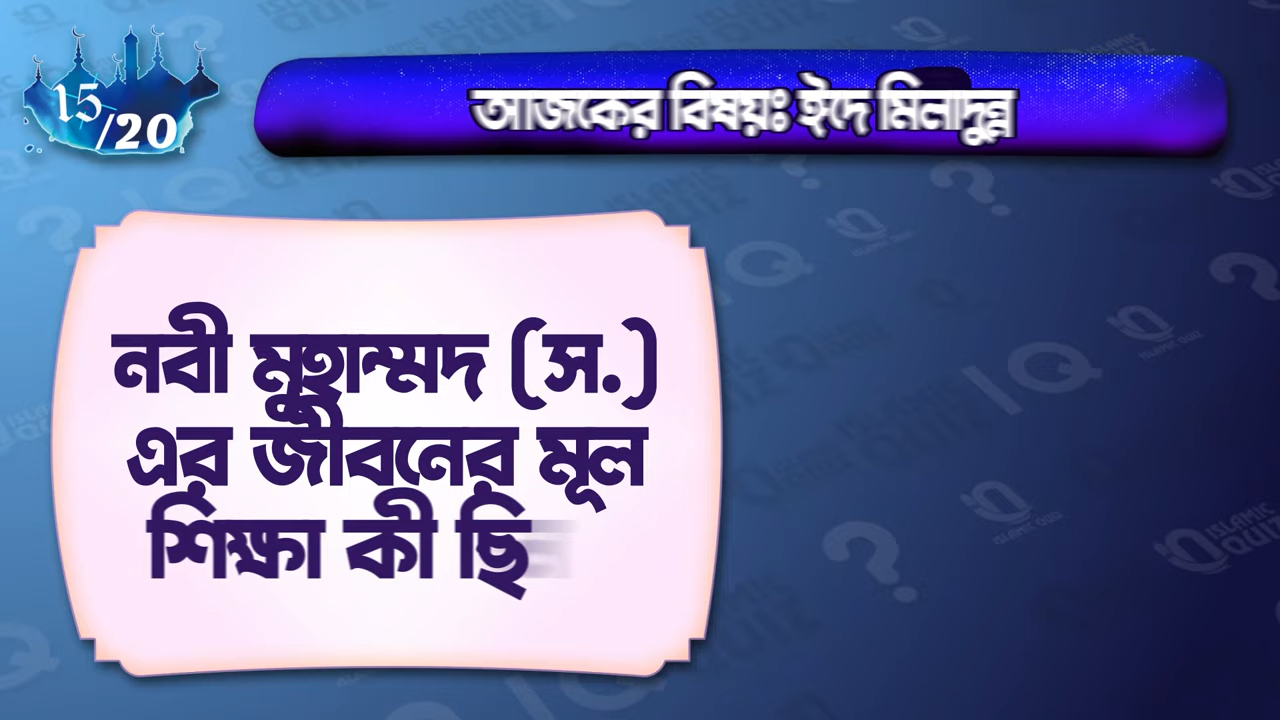 15/20
আজকের বিষয়ঃ ঈদে মিলাদুন্ন
নবী মুহাম্মদ (স.)
এর জীবনের মূল
শিক্ষা কী ছি